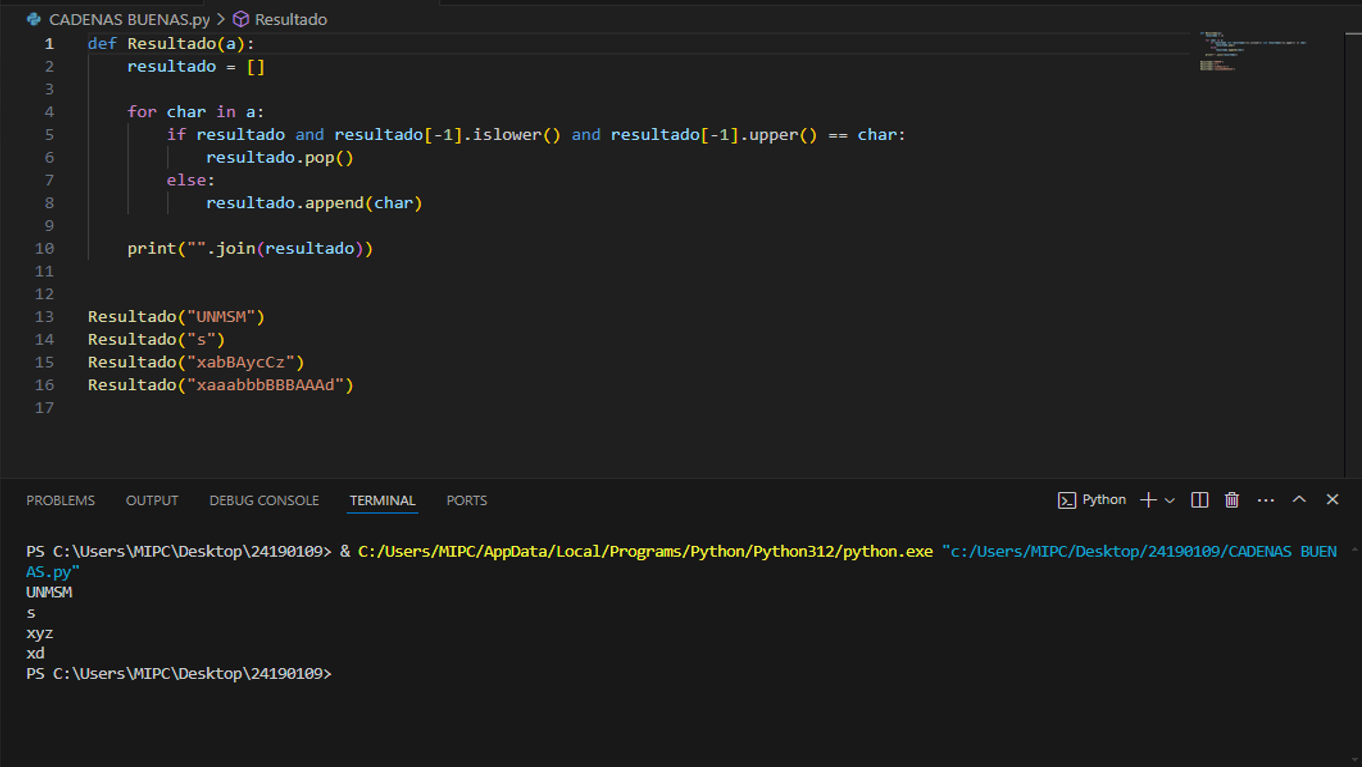 CADENAS BUENAS.py > Resultado
1 def Resultado(a):
2     resultado = []
3
4     for char in a:
5         if resultado and resultado[-1].islower() and resultado[-1].upper() == char:
6             resultado.pop()
7         else:
8             resultado.append(char)
9
10     print("".join(resultado))
11
12
13 Resultado("UNMSM")
14 Resultado("s")
15 Resultado("xabBAycCz")
16 Resultado("xaaabbbBBBAAAd")
17
PROBLEMS OUTPUT DEBUG CONSOLE TERMINAL PORTS Python
PS C:\Users\MIPC\Desktop\24190109> & C:/Users/MIPC/AppData/Local/Programs/Python/Python312/python.exe "c:/Users/MIPC/Desktop/24190109/CADENAS BUEN
AS.py"
UNMSM
s
xyz
xd
PS C:\Users\MIPC\Desktop\24190109>